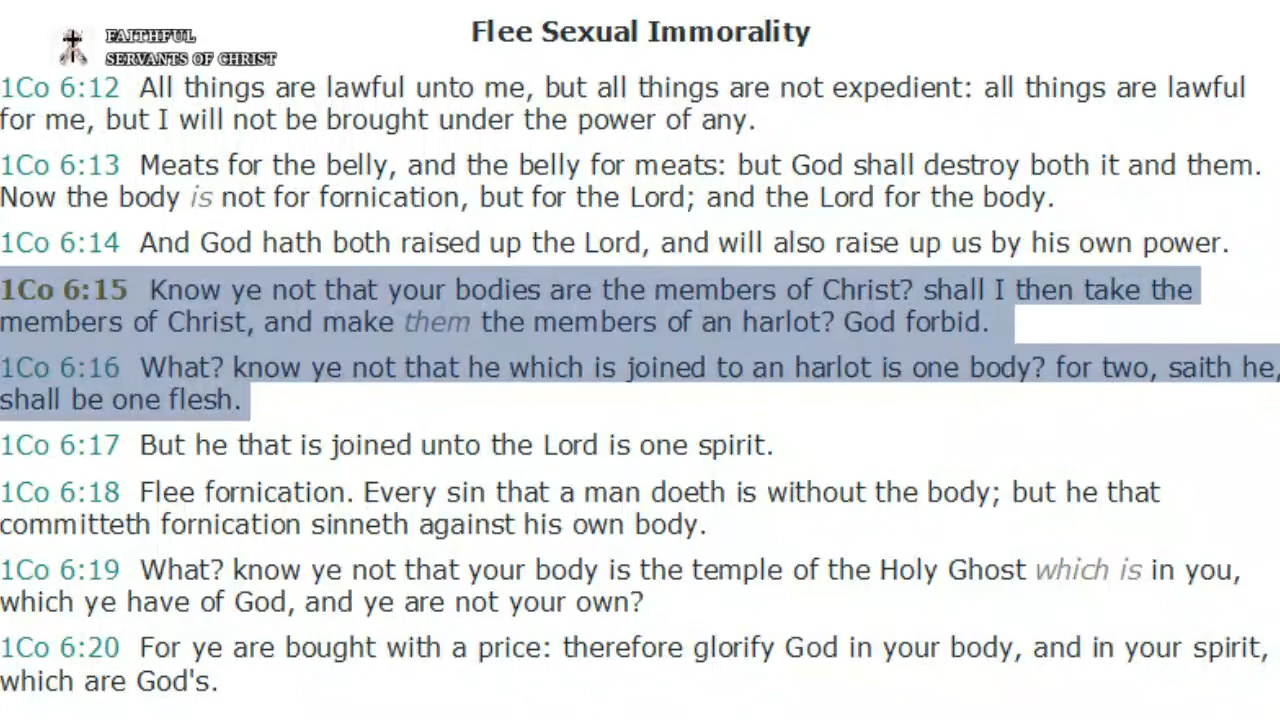 Flee Sexual Immorality
FAITHFUL
SERVANTS OF CHRIST
1Co 6:12 All things are lawful unto me, but all things are not expedient: all things are lawful
for me, but I will not be brought under the power of any.
1Co 6:13 Meats for the belly, and the belly for meats: but God shall destroy both it and them.
Now the body is not for fornication, but for the Lord; and the Lord for the body.
1Co 6:14 And God hath both raised up the Lord, and will also raise up us by his own power.
1Co 6:15 Know ye not that your bodies are the members of Christ? shall I then take the
members of Christ, and make them the members of an harlot? God forbid.
1Co 6:16 What? know ye not that he which is joined to an harlot is one body? for two, saith he,
shall be one flesh.
1Co 6:17 But he that is joined unto the Lord is one spirit.
1Co 6:18 Flee fornication. Every sin that a man doeth is without the body; but he that
committeth fornication sinneth against his own body.
1Co 6:19 What? know ye not that your body is the temple of the Holy Ghost which is in you,
which ye have of God, and ye are not your own?
1Co 6:20 For ye are bought with a price: therefore glorify God in your body, and in your spirit,
which are God's.